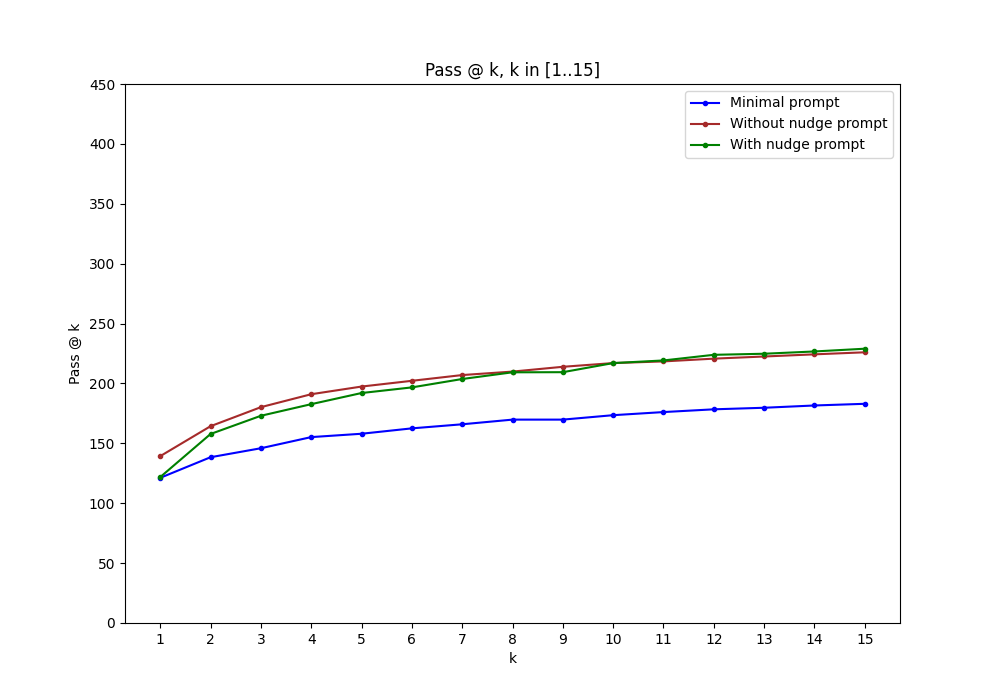 Pass @ k, k in [1..15]
Minimal prompt
Without nudge prompt
With nudge prompt
Pass @ k
450
400
350
300
250
200
150
100
50
0
1 2 3 4 5 6 7 8 9 10 11 12 13 14 15
k